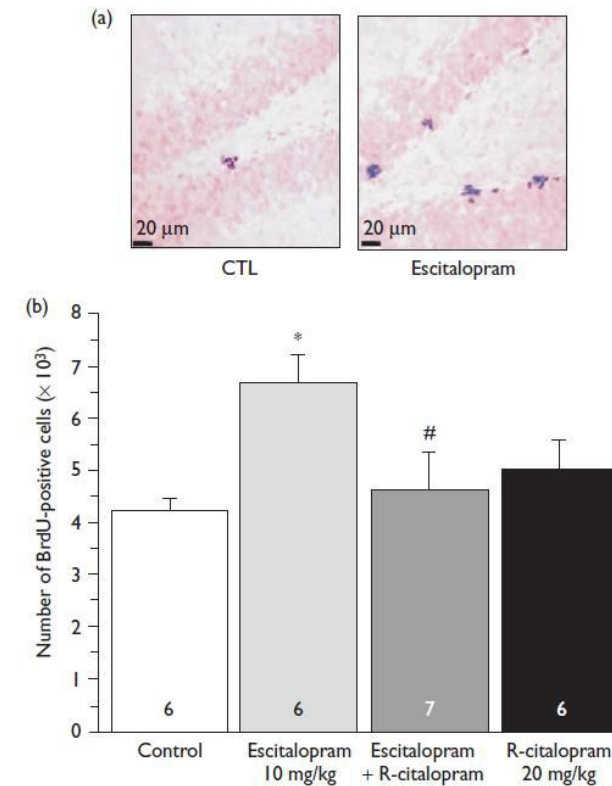 (a)
20 µm
20 µm
CTL
Escitalopram
(b)
Number of BrdU-positive cells (× 10³)
8
7
6
5
4
3
2
1
0
*
#
6
6
7
6
Control
Escitalopram
10 mg/kg
Escitalopram
+ R-citalopram
R-citalopram
20 mg/kg